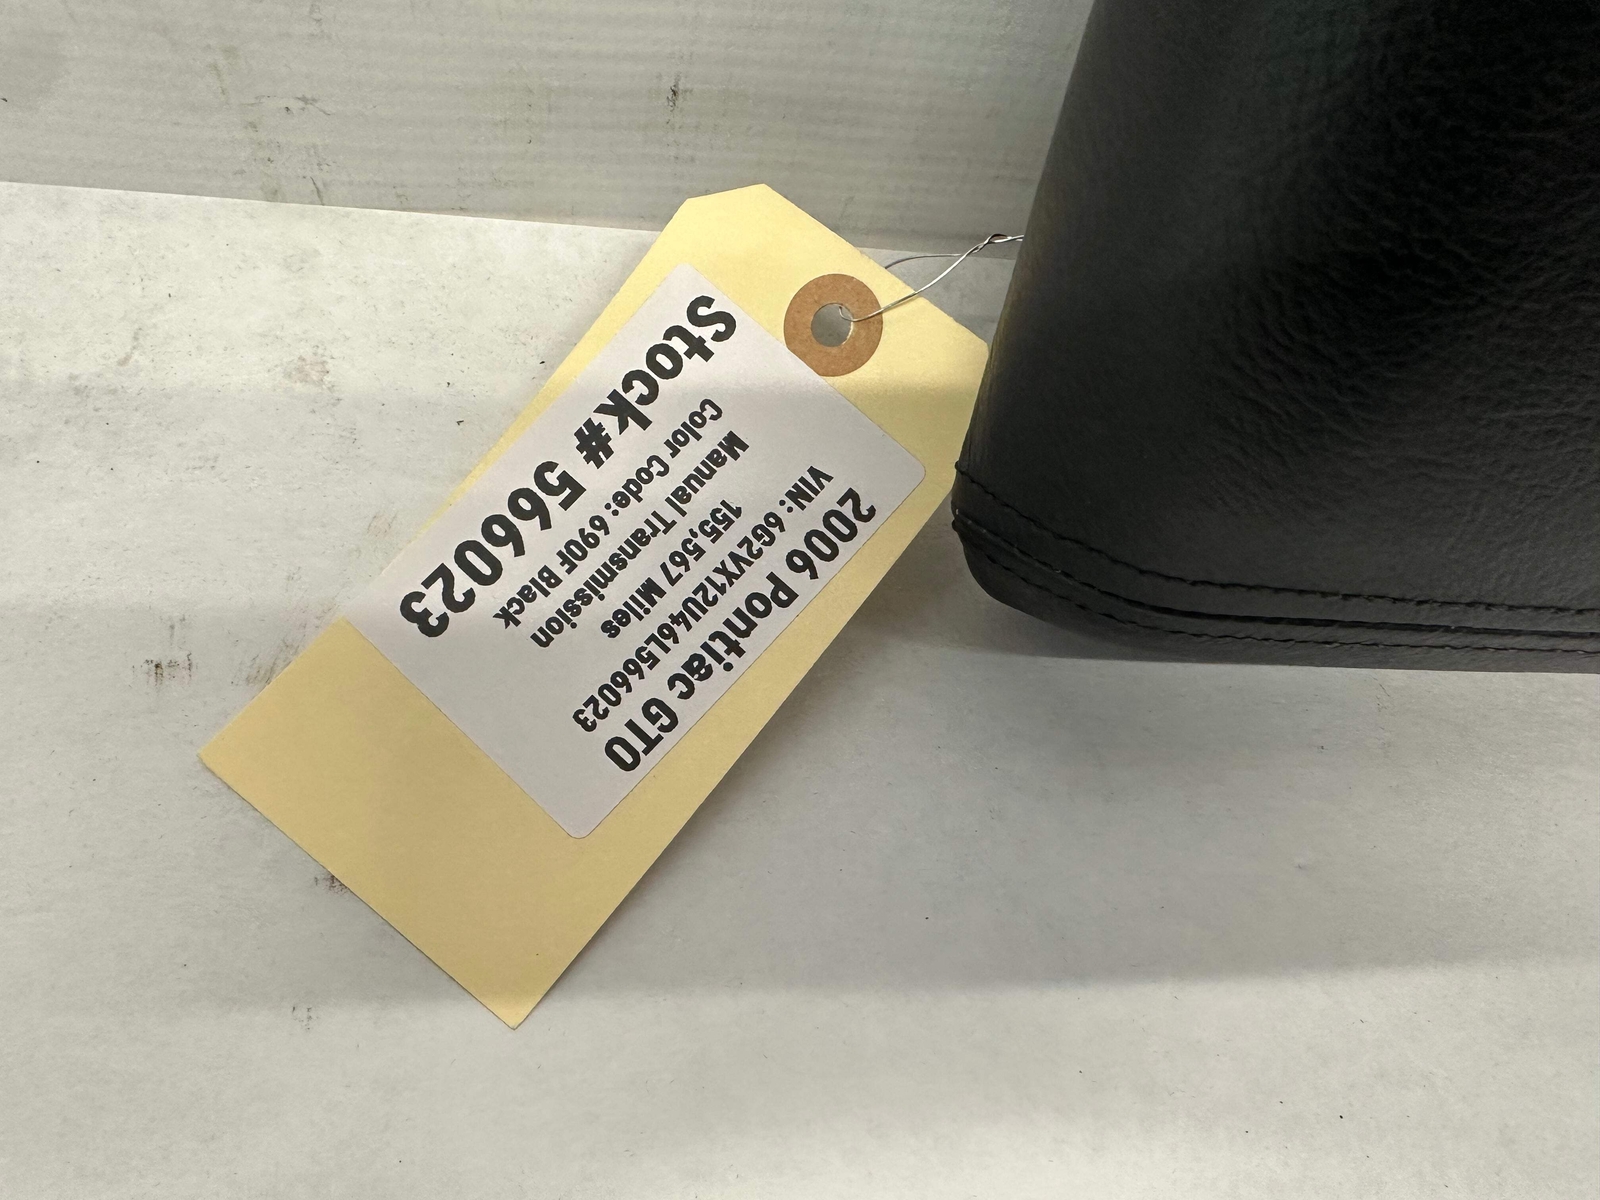 2006 Pontiac GTO
VIN: 6G2VX12U46L566023
155,567 Miles
Manual Transmission
Color Code: 690F Black
Stock# 566023